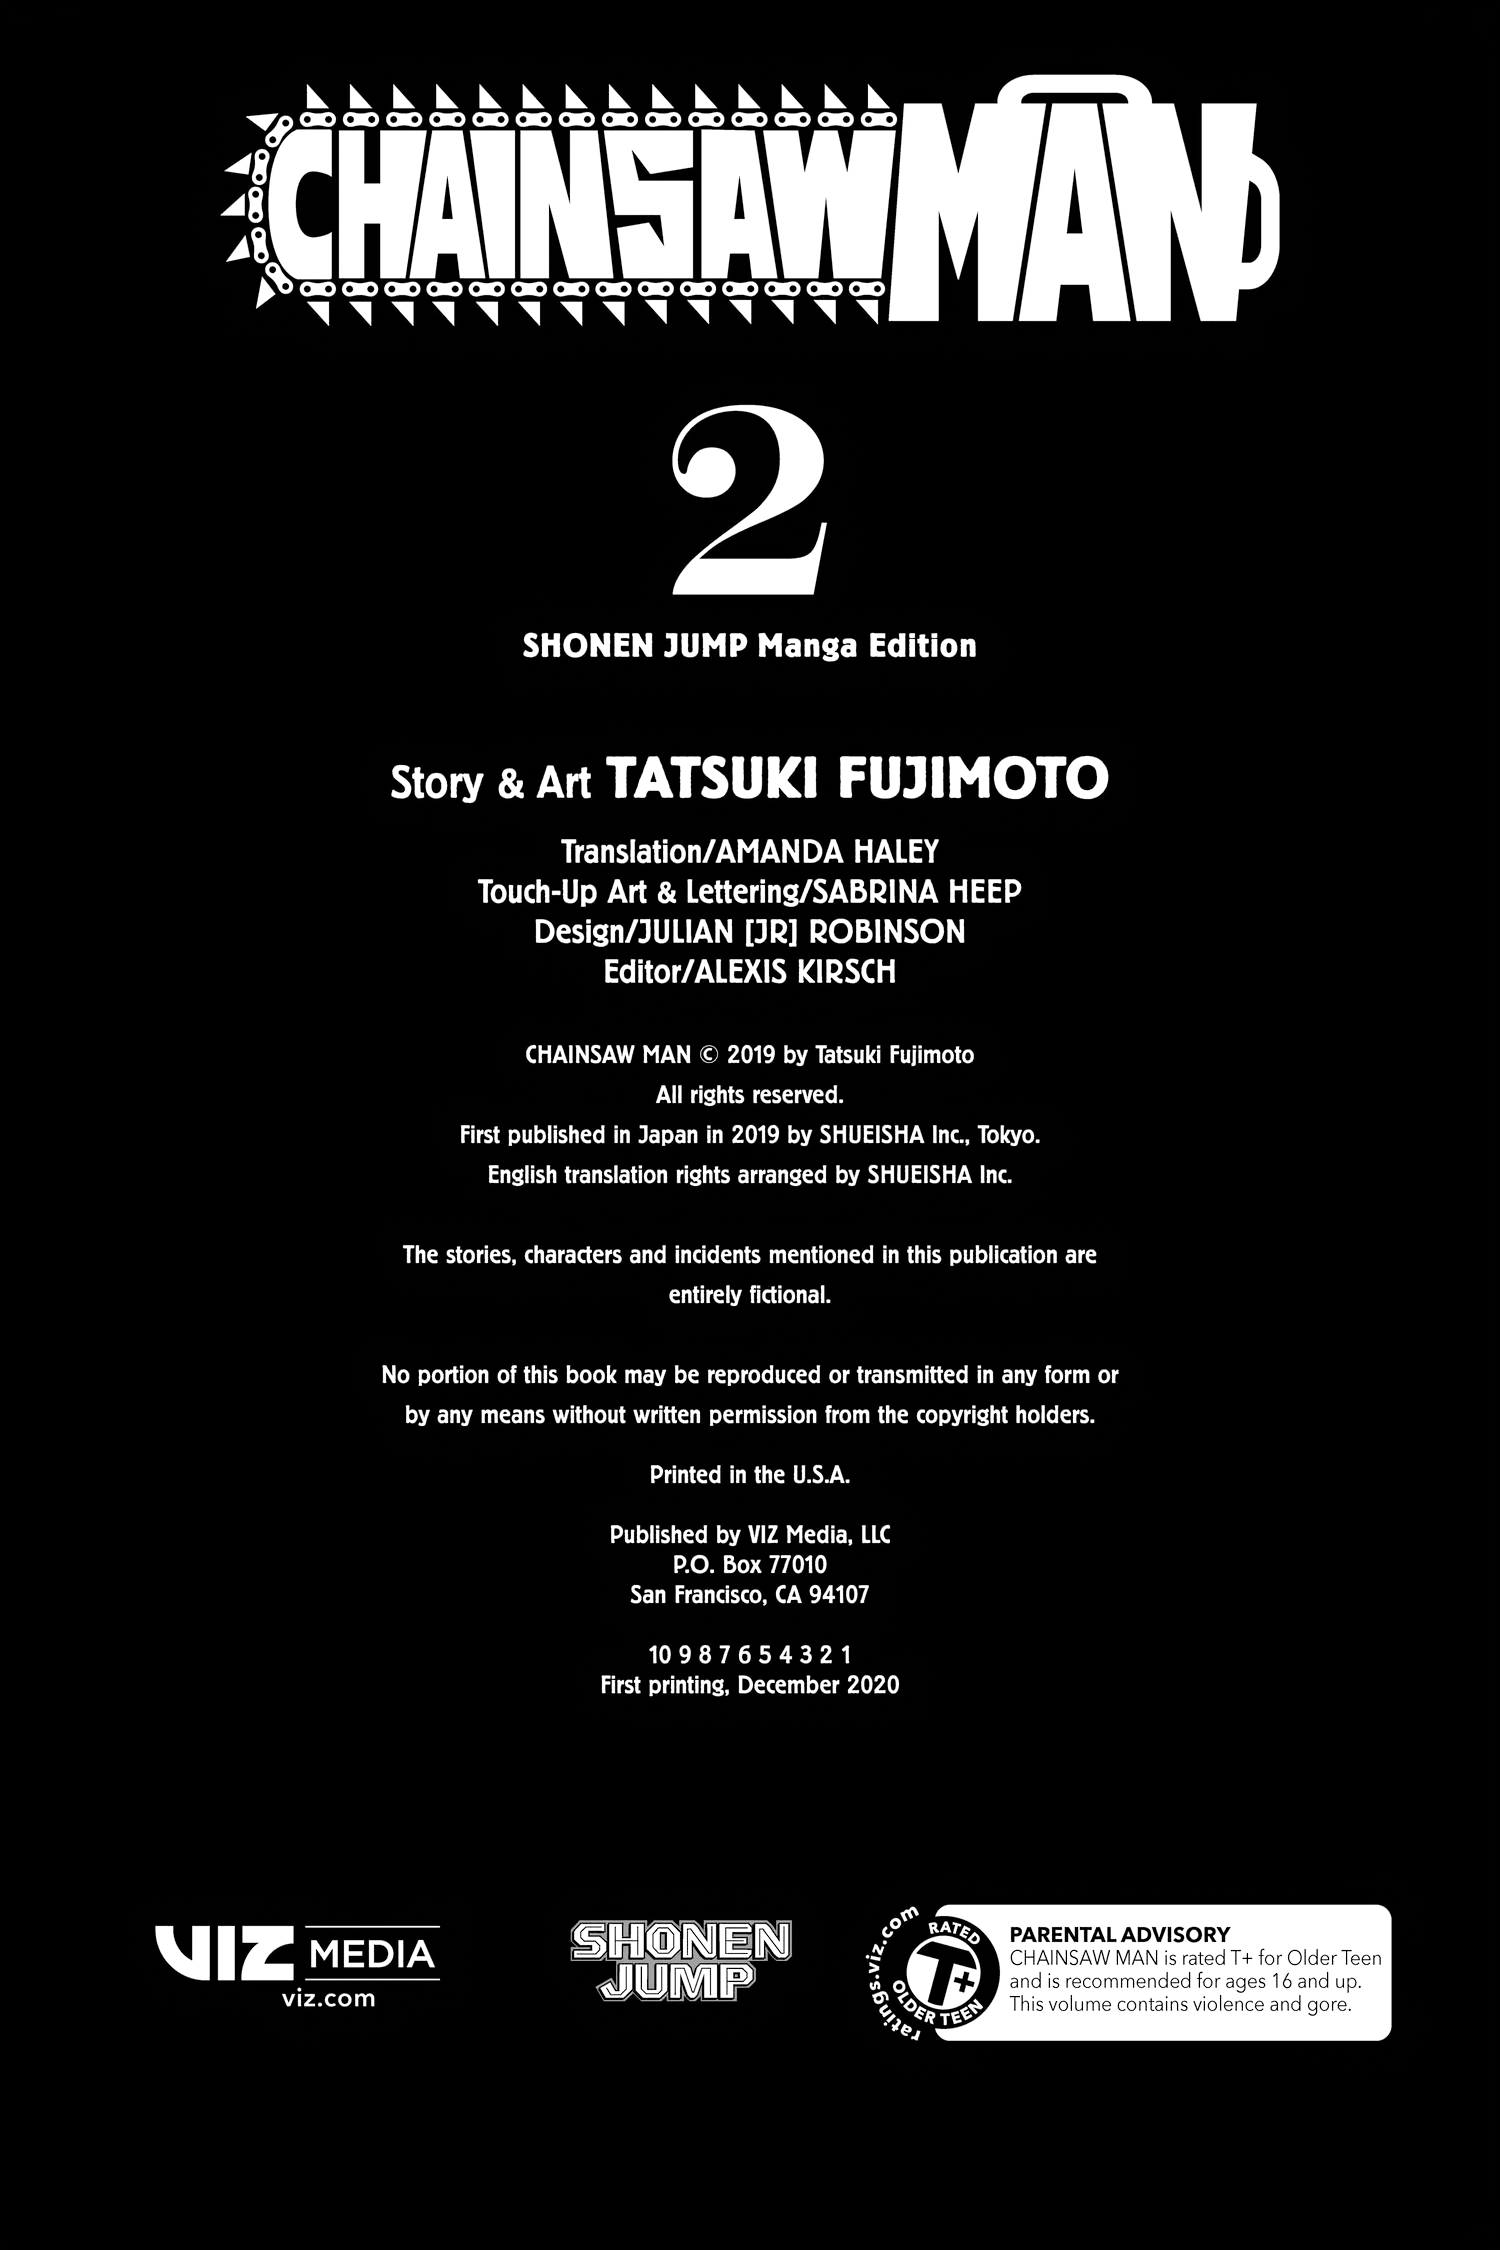 CHAINSAW MAN
2
SHONEN JUMP Manga Edition
Story & Art TATSUKI FUJIMOTO
Translation/AMANDA HALEY
Touch-Up Art & Lettering/SABRINA HEEP
Design/JULIAN [JR] ROBINSON
Editor/ALEXIS KIRSCH
CHAINSAW MAN © 2019 by Tatsuki Fujimoto
All rights reserved.
First published in Japan in 2019 by SHUEISHA Inc., Tokyo.
English translation rights arranged by SHUEISHA Inc.
The stories, characters and incidents mentioned in this publication are
entirely fictional.
No portion of this book may be reproduced or transmitted in any form or
by any means without written permission from the copyright holders.
Printed in the U.S.A.
Published by VIZ Media, LLC
P.O. Box 77010
San Francisco, CA 94107
10 9 8 7 6 5 4 3 2 1
First printing, December 2020
VIZ MEDIA
viz.com
SHONEN
JUMP
ratings.viz.com
RATED
T+
OLDER TEEN
PARENTAL ADVISORY
CHAINSAW MAN is rated T+ for Older Teen
and is recommended for ages 16 and up.
This volume contains violence and gore.